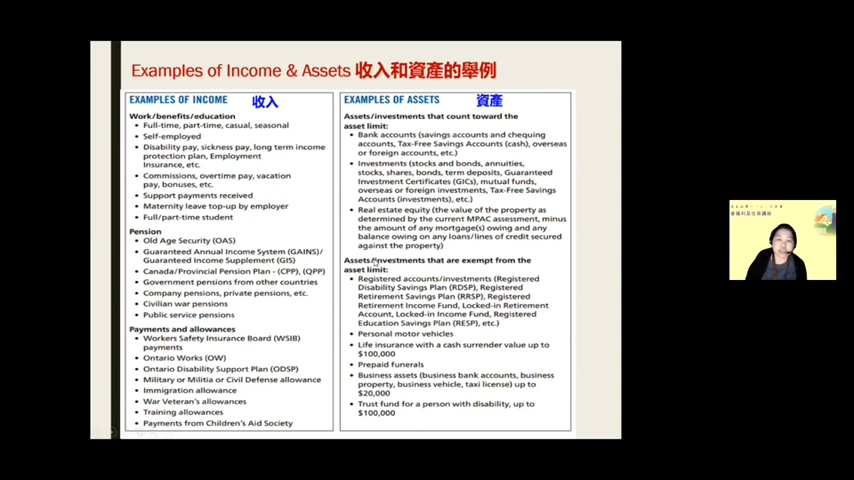 Examples of Income & Assets 收入和資產的舉例
EXAMPLES OF INCOME 收入
Work/benefits/education
• Full-time, part-time, casual, seasonal
• Self-employed
• Disability pay, sickness pay, long term income
protection plan, Employment
Insurance, etc.
• Commissions, overtime pay, vacation
pay, bonuses, etc.
• Support payments received
• Maternity leave top-up by employer
• Full/part-time student
Pension
• Old Age Security (OAS)
• Guaranteed Annual Income System (GAINS)/
Guaranteed Income Supplement (GIS)
• Canada/Provincial Pension Plan - (CPP), (QPP)
• Government pensions from other countries
• Company pensions, private pensions, etc.
• Civilian war pensions
• Public service pensions
Payments and allowances
• Workers Safety Insurance Board (WSIB)
payments
• Ontario Works (OW)
• Ontario Disability Support Plan (ODSP)
• Military or Militia or Civil Defense allowance
• Immigration allowance
• War Veteran's allowances
• Training allowances
• Payments from Children's Aid Society
EXAMPLES OF ASSETS 資產
Assets/investments that count toward the
asset limit:
• Bank accounts (savings accounts and chequing
accounts, Tax-Free Savings Accounts (cash), overseas
or foreign accounts, etc.)
• Investments (stocks and bonds, annuities,
stocks, shares, bonds, term deposits, Guaranteed
Investment Certificates (GICs), mutual funds,
overseas or foreign investments, Tax-Free Savings
Accounts (investments), etc.)
• Real estate equity (the value of the property as
determined by the current MPAC assessment, minus
the amount of any mortgage(s) owing and any
balance owing on any loans/lines of credit secured
against the property)
Assets/investments that are exempt from the
asset limit:
• Registered accounts/investments (Registered
Disability Savings Plan (RDSP), Registered
Retirement Savings Plan (RRSP), Registered
Retirement Income Fund, Locked-in Retirement
Account, Locked-in Income Fund, Registered
Education Savings Plan (RESP), etc.)
• Personal motor vehicles
• Life insurance with a cash surrender value up to
$100,000
• Prepaid funerals
• Business assets (business bank accounts, business
property, business vehicle, taxi license) up to
$20,000
• Trust fund for a person with disability, up to
$100,000